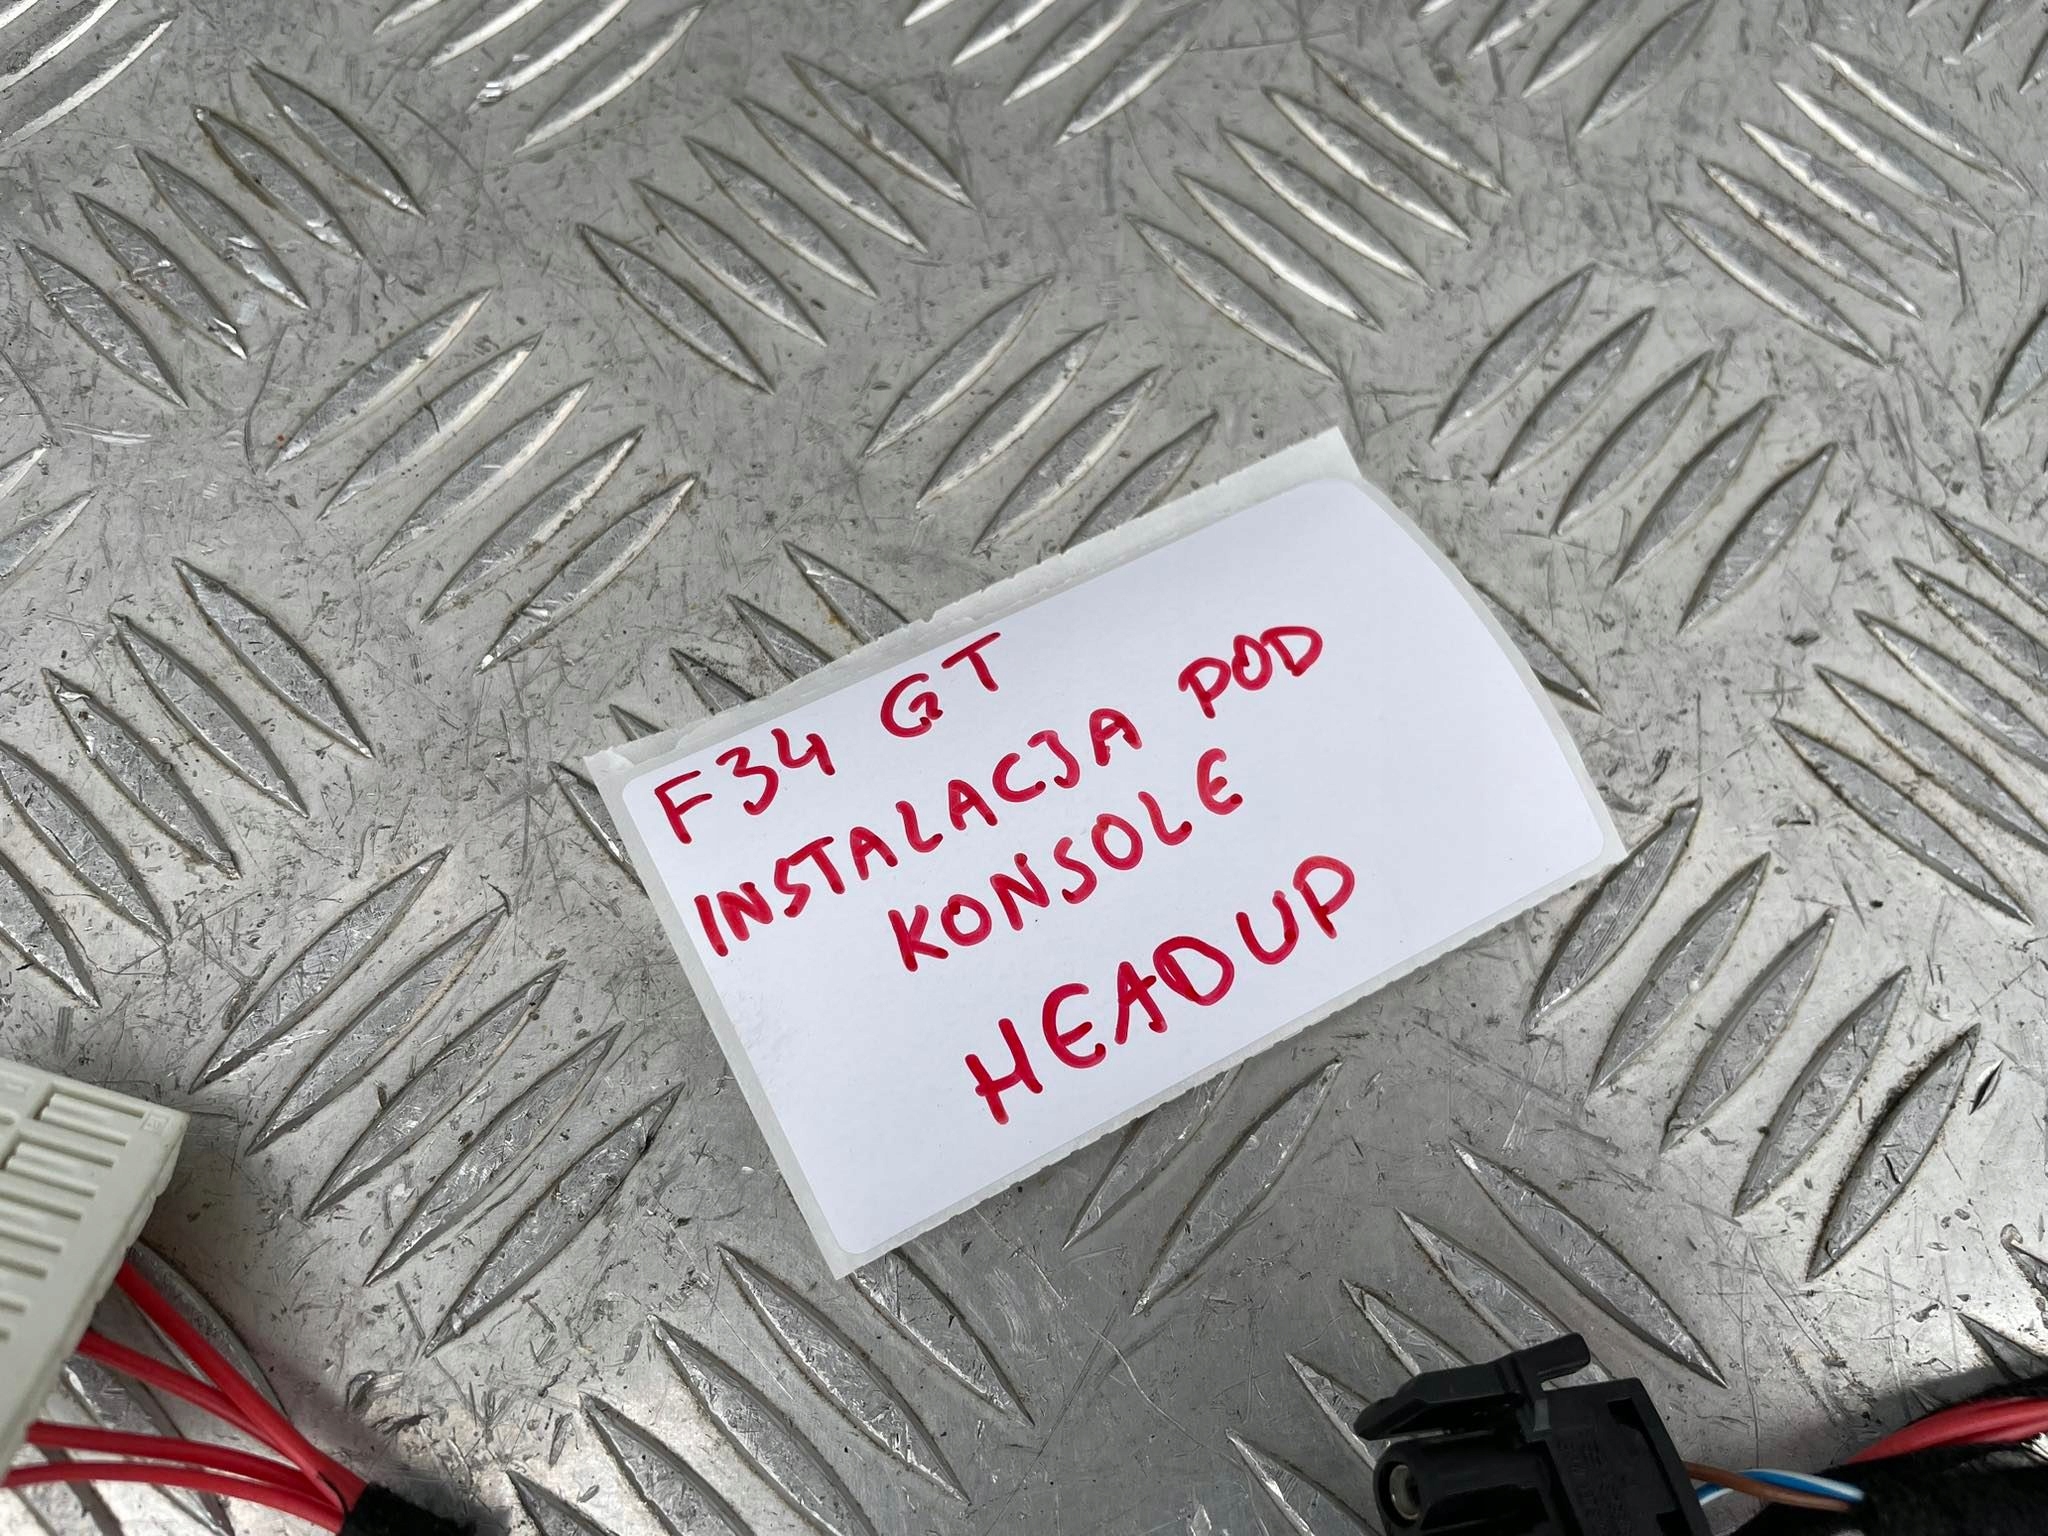 F34 GT
INSTALACJA POD
KONSOLE
HEADUP